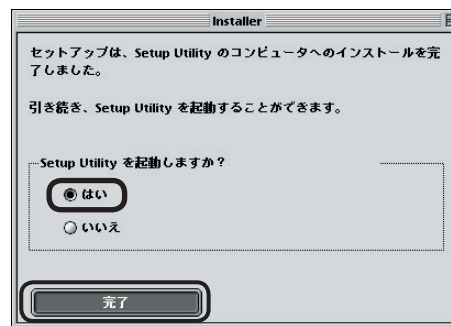 Installer
セットアップは、Setup Utility のコンピュータへのインストールを完
了しました。
引き続き、Setup Utility を起動することができます。
Setup Utility を起動しますか？
はい
いいえ
完了